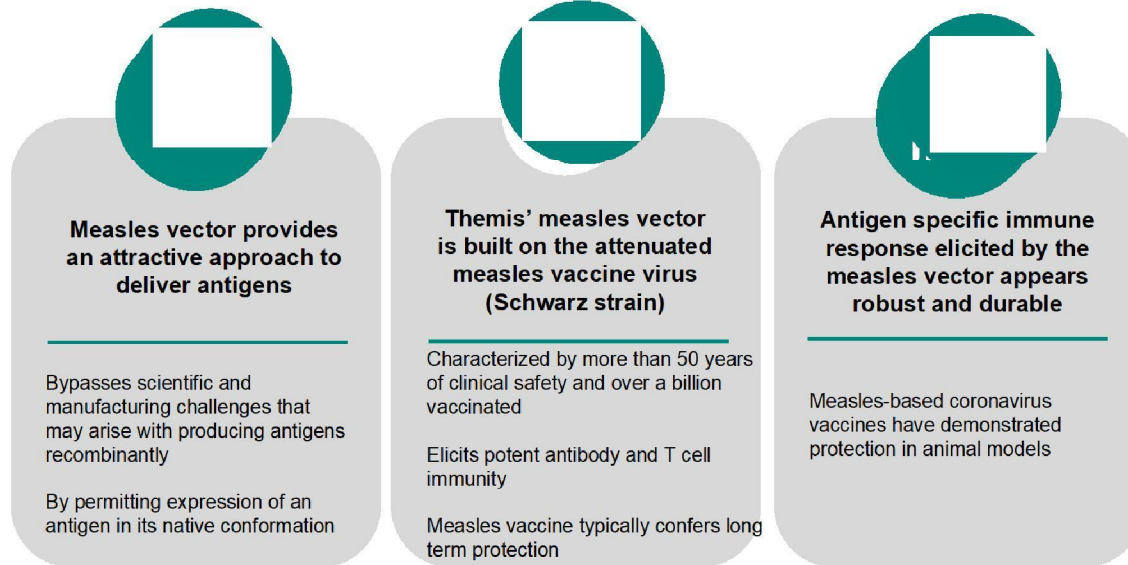 Measles vector provides
an attractive approach to
deliver antigens
Bypasses scientific and
manufacturing challenges that
may arise with producing antigens
recombinantly
By permitting expression of an
antigen in its native conformation
Themis’ measles vector
is built on the attenuated
measles vaccine virus
(Schwarz strain)
Characterized by more than 50 years
of clinical safety and over a billion
vaccinated
Elicits potent antibody and T cell
immunity
Measles vaccine typically confers long
term protection
Antigen specific immune
response elicited by the
measles vector appears
robust and durable
Measles-based coronavirus
vaccines have demonstrated
protection in animal models